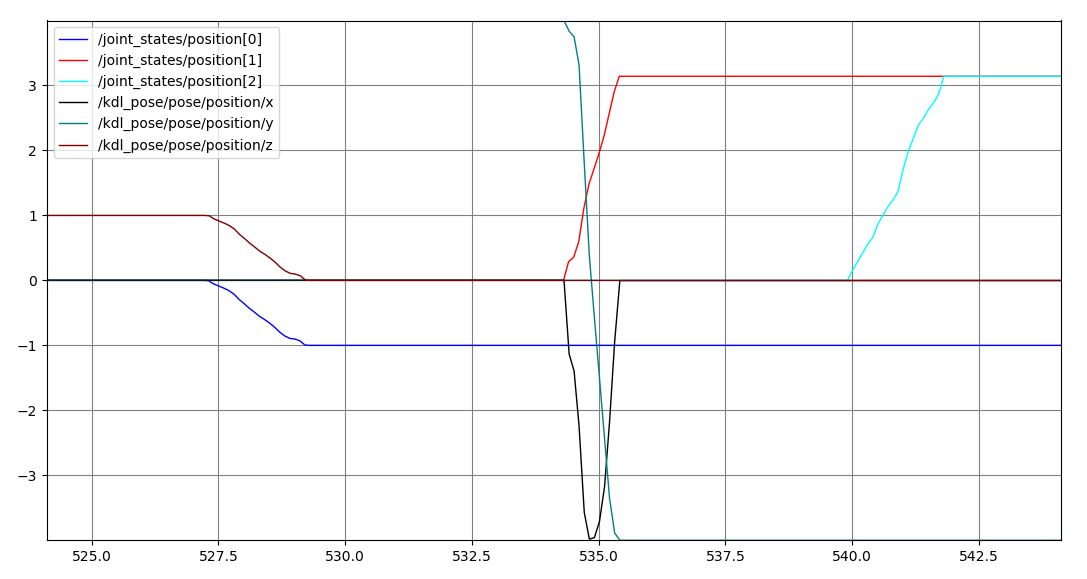 /joint_states/position[0]
/joint_states/position[1]
/joint_states/position[2]
/kdl_pose/pose/position/x
/kdl_pose/pose/position/y
/kdl_pose/pose/position/z
3
2
1
0
−1
−2
−3
525.0 527.5 530.0 532.5 535.0 537.5 540.0 542.5